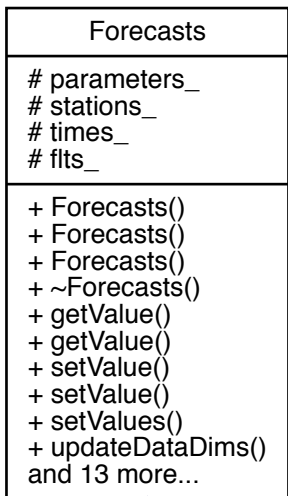 Forecasts
# parameters_
# stations_
# times_
# flts_
+ Forecasts()
+ Forecasts()
+ Forecasts()
+ ~Forecasts()
+ getValue()
+ getValue()
+ setValue()
+ setValue()
+ setValues()
+ updateDataDims()
and 13 more...